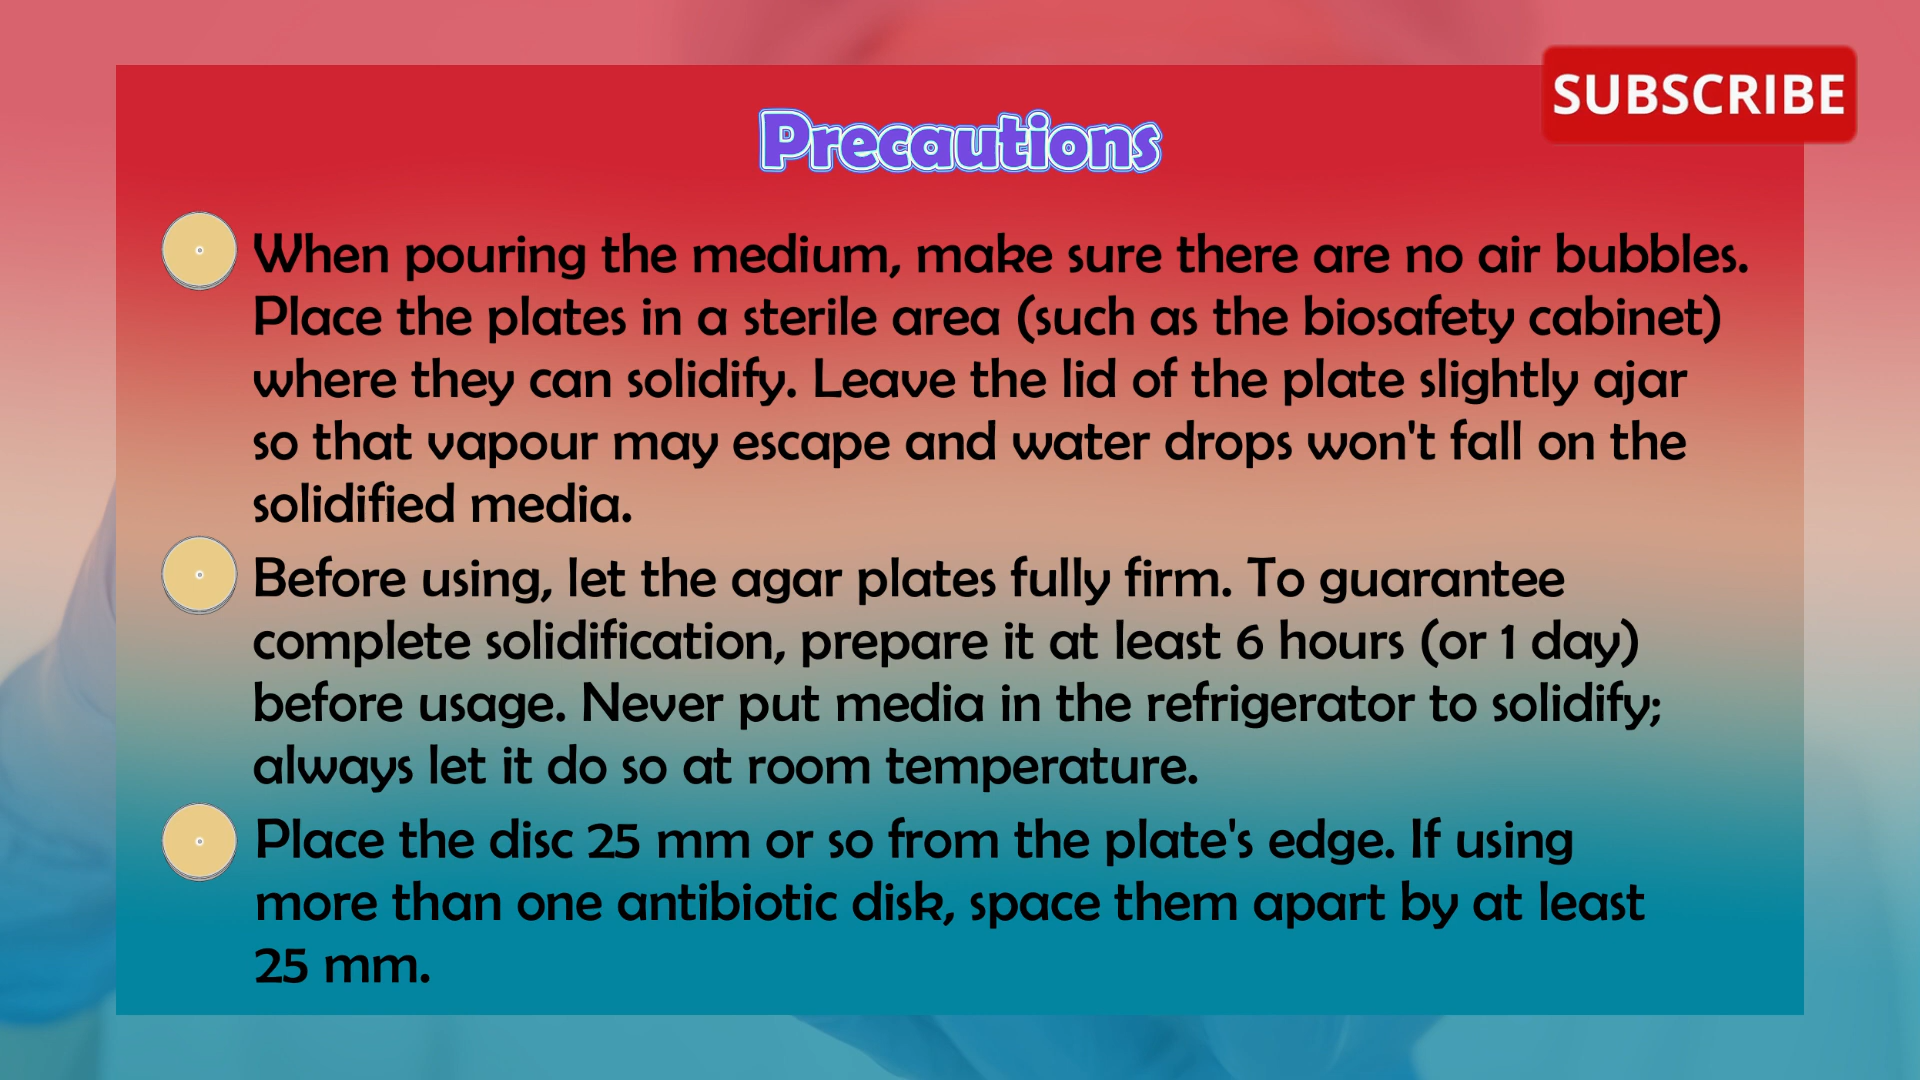 SUBSCRIBE
Precautions
When pouring the medium, make sure there are no air bubbles.
Place the plates in a sterile area (such as the biosafety cabinet)
where they can solidify. Leave the lid of the plate slightly ajar
so that vapour may escape and water drops won't fall on the
solidified media.
Before using, let the agar plates fully firm. To guarantee
complete solidification, prepare it at least 6 hours (or 1 day)
before usage. Never put media in the refrigerator to solidify;
always let it do so at room temperature.
Place the disc 25 mm or so from the plate's edge. If using
more than one antibiotic disk, space them apart by at least
25 mm.